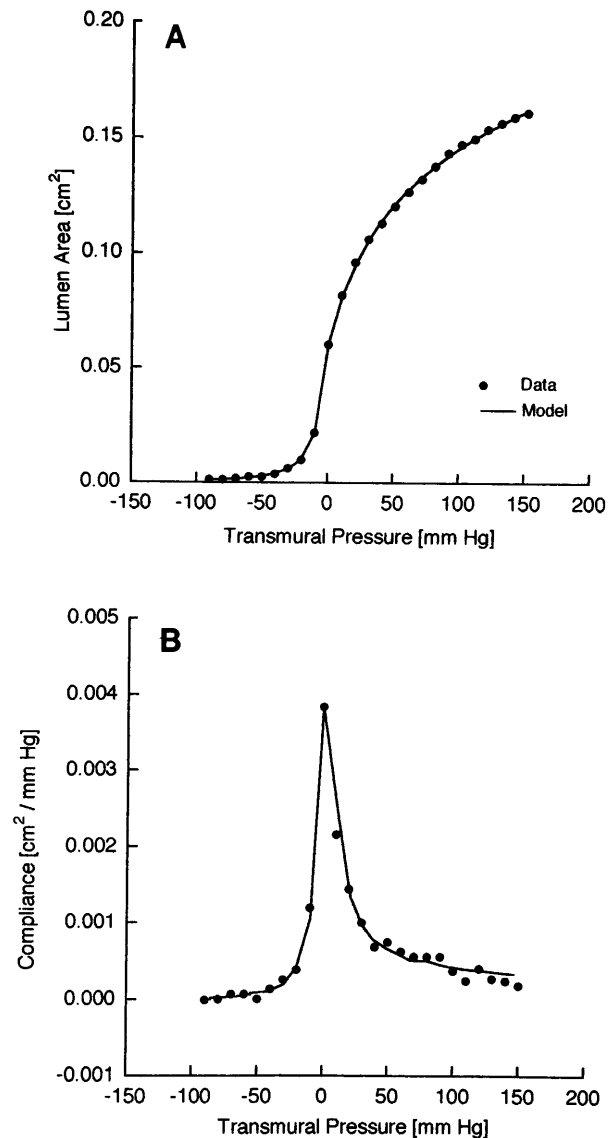 A
0.20
0.15
0.10
0.05
0.00
Lumen Area [cm²]
Data
Model
-150 -100 -50 0 50 100 150 200
Transmural Pressure [mm Hg]
B
0.005
0.004
0.003
0.002
0.001
0.000
-0.001
Compliance [cm² / mm Hg]
-150 -100 -50 0 50 100 150 200
Transmural Pressure [mm Hg]